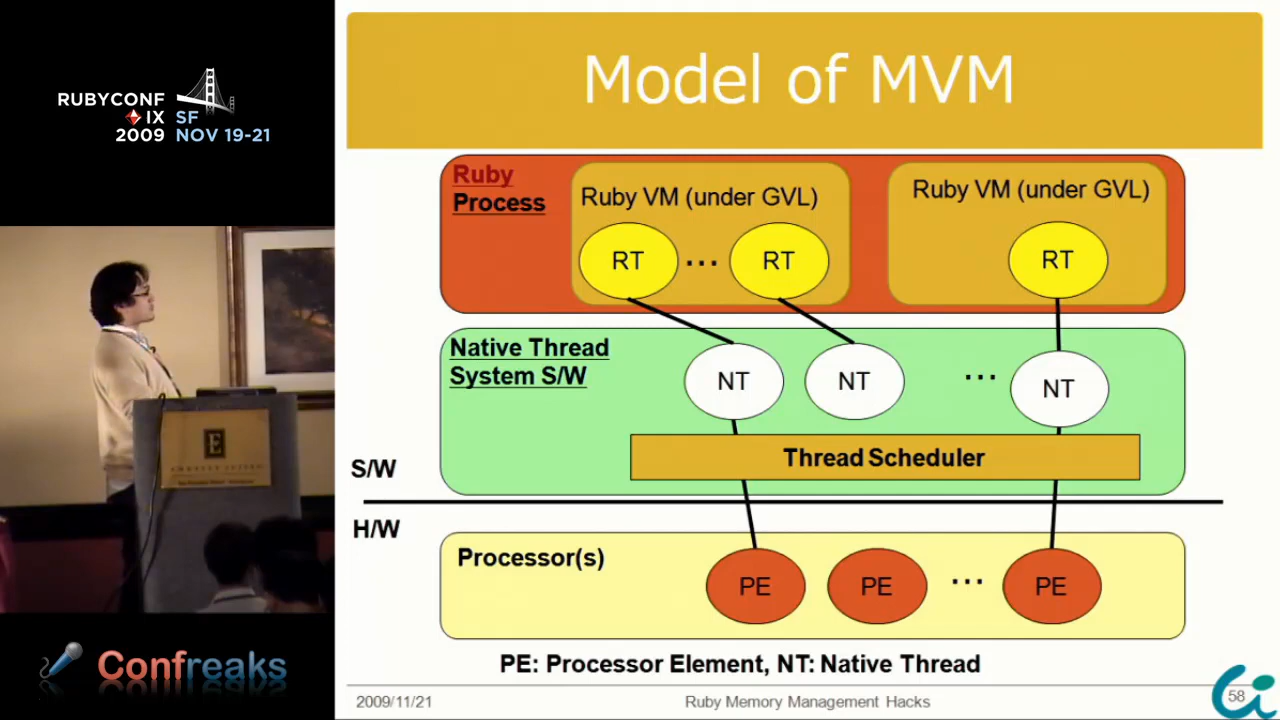 RUBYCONF
IX SF
2009 NOV 19-21
Model of MVM
Ruby
Process
Ruby VM (under GVL)
Ruby VM (under GVL)
RT ... RT
RT
Native Thread
System S/W
NT
NT
...
NT
Thread Scheduler
S/W
H/W
Processor(s)
PE
PE
...
PE
PE: Processor Element, NT: Native Thread
2009/11/21
Ruby Memory Management Hacks
58
Confreaks
E